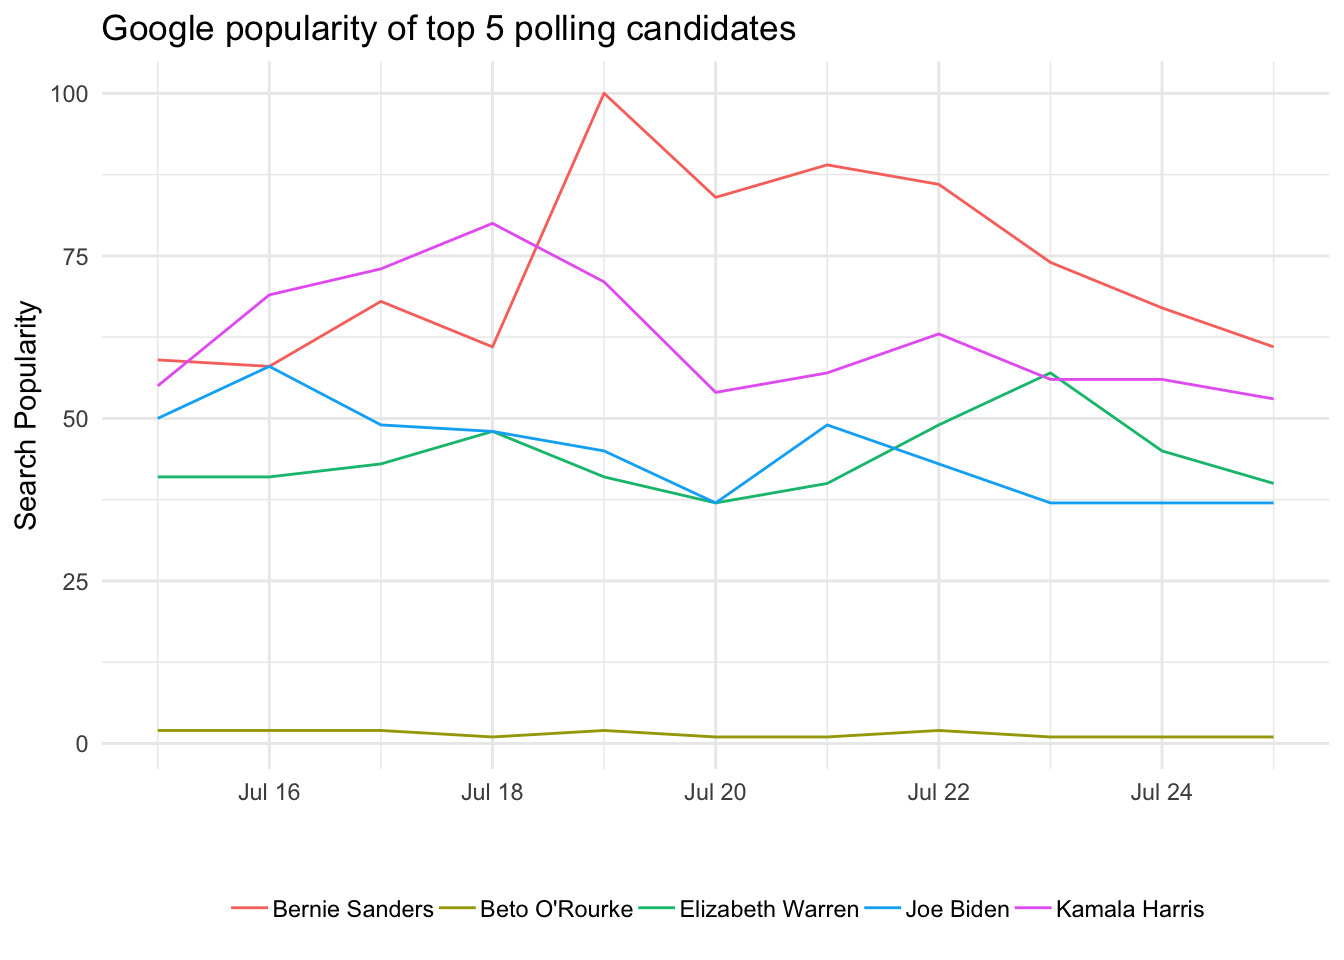 Google popularity of top 5 polling candidates
Search Popularity
100
75
50
25
0
Jul 16 Jul 18 Jul 20 Jul 22 Jul 24
Bernie Sanders Beto O'Rourke Elizabeth Warren Joe Biden Kamala Harris